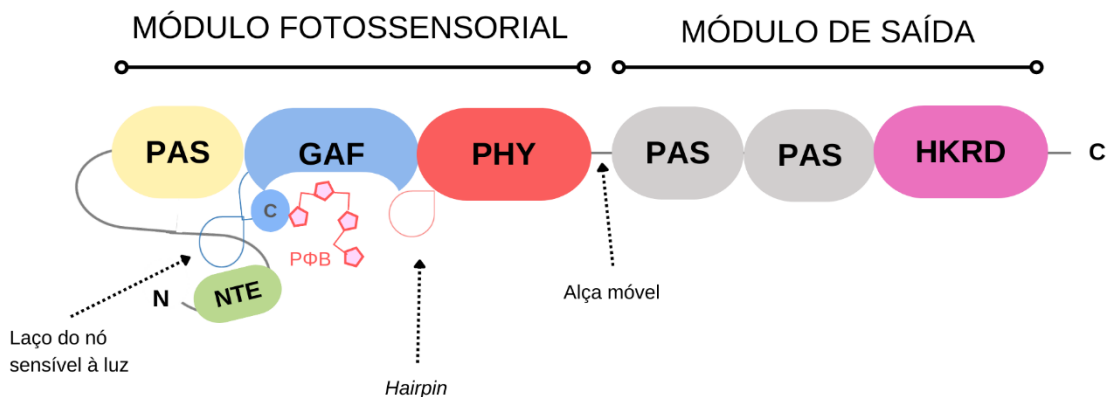 MÓDULO FOTOSSENSORIAL
MÓDULO DE SAÍDA
PAS
GAF
PHY
PAS
PAS
HKRD
C
C
PΦB
N
NTE
Alça móvel
Laço do nó
sensível à luz
Hairpin